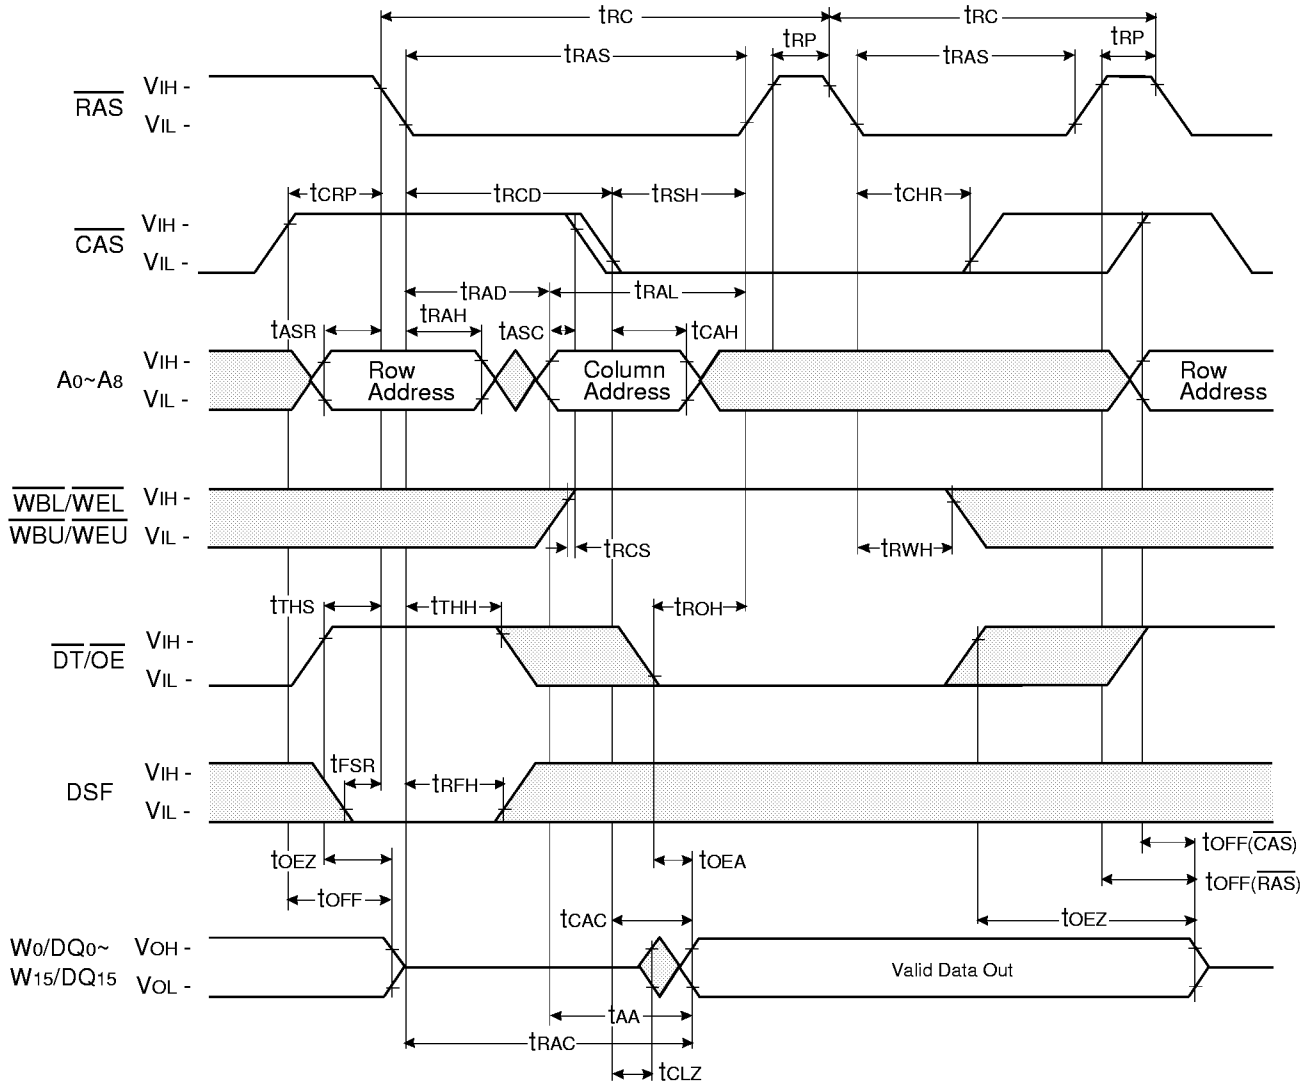 tRC tRC
tRAS tRP tRAS tRP
RAS VIH -
VIL -
tCRP tRCD tRSH tCHR
CAS VIH -
VIL -
tRAD tRAL
tASR tRAH tASC tCAH
A0~A8 VIH -
VIL -
Row
Address
Column
Address
Row
Address
WBL/WEL VIH -
WBU/WEU VIL -
tRCS tRWH
tTHS tTHH tROH
DT/OE VIH -
VIL -
tFSR tRFH
DSF VIH -
VIL -
tOEZ tOEA tOFF(CAS)
tOFF tOFF(RAS)
tCAC tOEZ
W0/DQ0~ VOH -
W15/DQ15 VOL -
Valid Data Out
tAA
tRAC
tCLZ